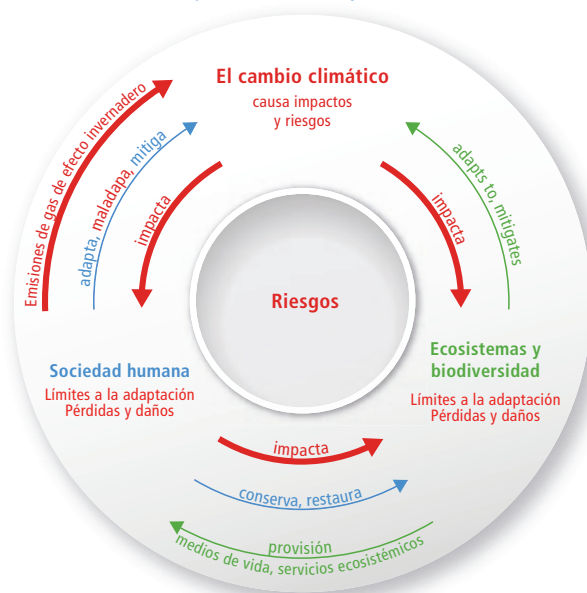 El cambio climático
causa impactos
y riesgos
Emisiones de gas de efecto invernadero
adapta, maladapa, mitiga
impacta
impacta
adapts to, mitigates
Riesgos
Sociedad humana
Límites a la adaptación
Pérdidas y daños
Ecosistemas y
biodiversidad
Límites a la adaptación
Pérdidas y daños
impacta
conserva, restaura
provisión
medios de vida, servicios ecosistémicos